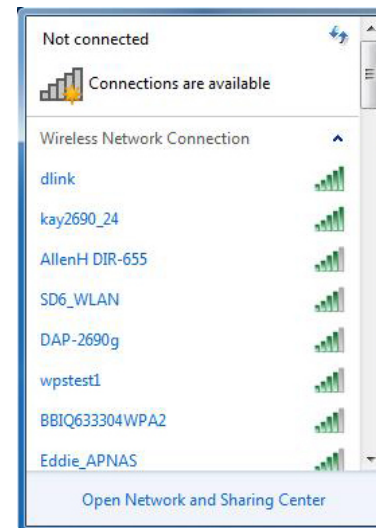 Not connected
Connections are available
Wireless Network Connection
dlink
kay2690_24
AllenH DIR-655
SD6_WLAN
DAP-2690g
wpstest1
BBIQ633304WPA2
Eddie_APNAS
Open Network and Sharing Center